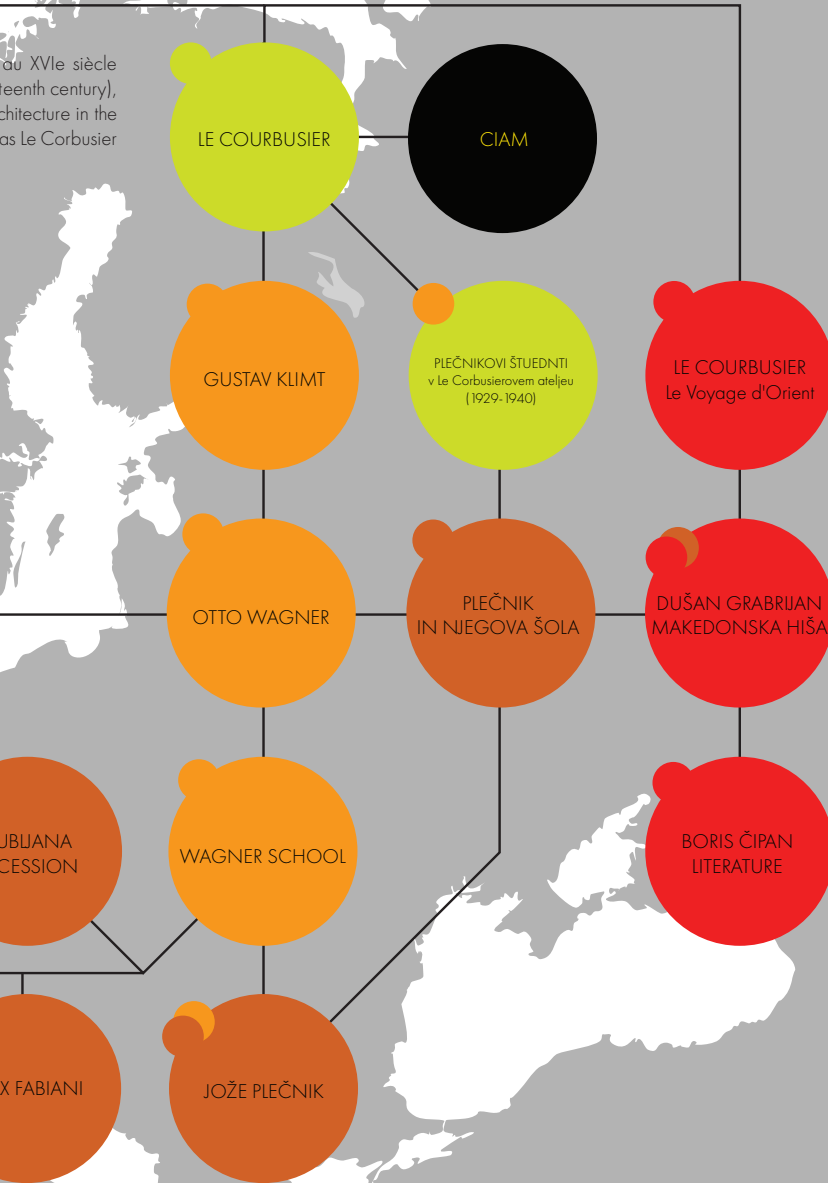 au XVIe siècle
teenth century),
chitecture in the
as Le Corbusier
LE COURBUSIER
CIAM
GUSTAV KLIMT
PLEČNIKOVI ŠTUEDNTI
v Le Corbusierovem ateljeu
(1929-1940)
LE COURBUSIER
Le Voyage d'Orient
OTTO WAGNER
PLEČNIK
IN NJEGOVA ŠOLA
DUŠAN GRABRIJAN
MAKEDONSKA HIŠA
UBLJANA
CESSION
WAGNER SCHOOL
BORIS ČIPAN
LITERATURE
X FABIANI
JOŽE PLEČNIK